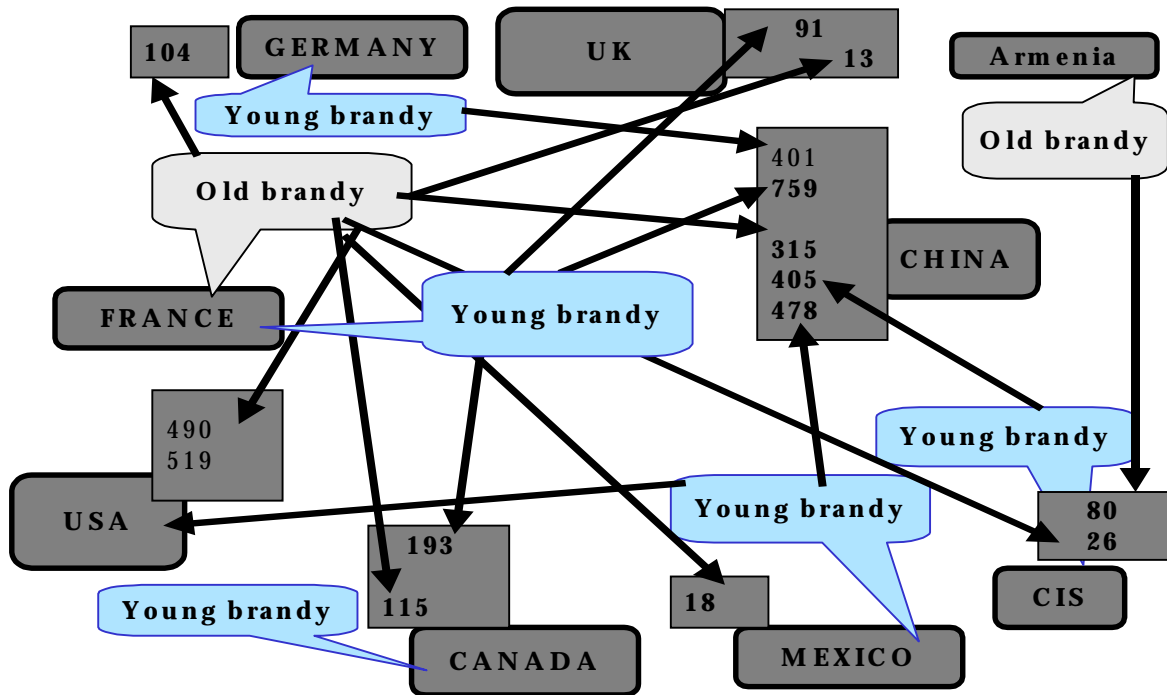 104
GERMANY
UK
91
13
Armenia
Young brandy
Old brandy
Old brandy
401
759
315
405
478
CHINA
FRANCE
Young brandy
490
519
USA
Young brandy
Young brandy
80
26
193
115
Young brandy
18
CIS
CANADA
MEXICO